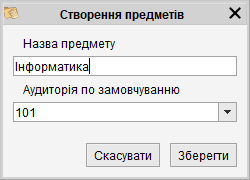 Створення предметів
Назва предмету
Інформатика
Аудиторія по замовчуванню
101
Скасувати Зберегти